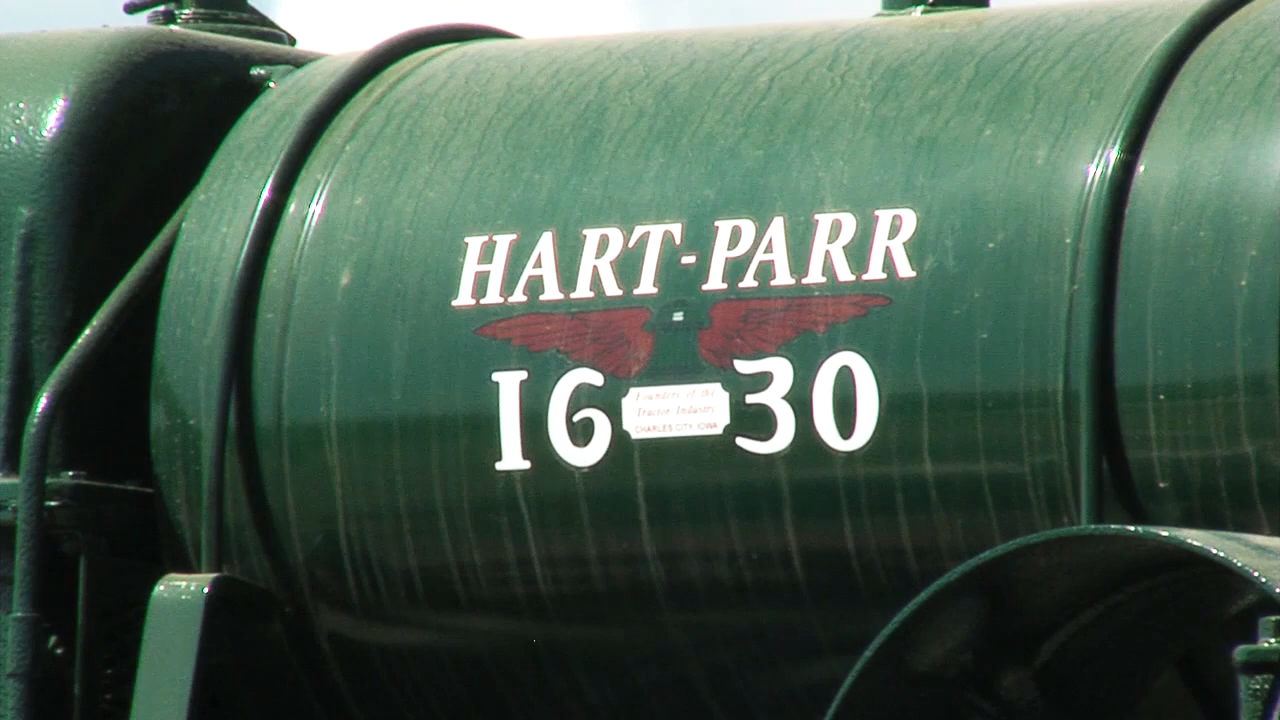 HART-PARR
16 30
Founders of the
Tractor Industry
CHARLES CITY, IOWA